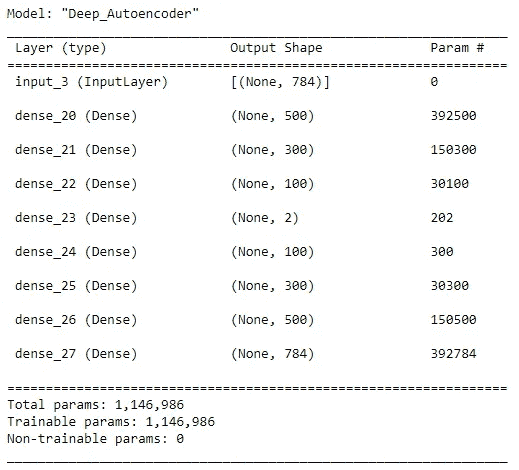 Model: "Deep_Autoencoder"
Layer (type) Output Shape Param #
input_3 (InputLayer) [(None, 784)] 0
dense_20 (Dense) (None, 500) 392500
dense_21 (Dense) (None, 300) 150300
dense_22 (Dense) (None, 100) 30100
dense_23 (Dense) (None, 2) 202
dense_24 (Dense) (None, 100) 300
dense_25 (Dense) (None, 300) 30300
dense_26 (Dense) (None, 500) 150500
dense_27 (Dense) (None, 784) 392784
Total params: 1,146,986
Trainable params: 1,146,986
Non-trainable params: 0